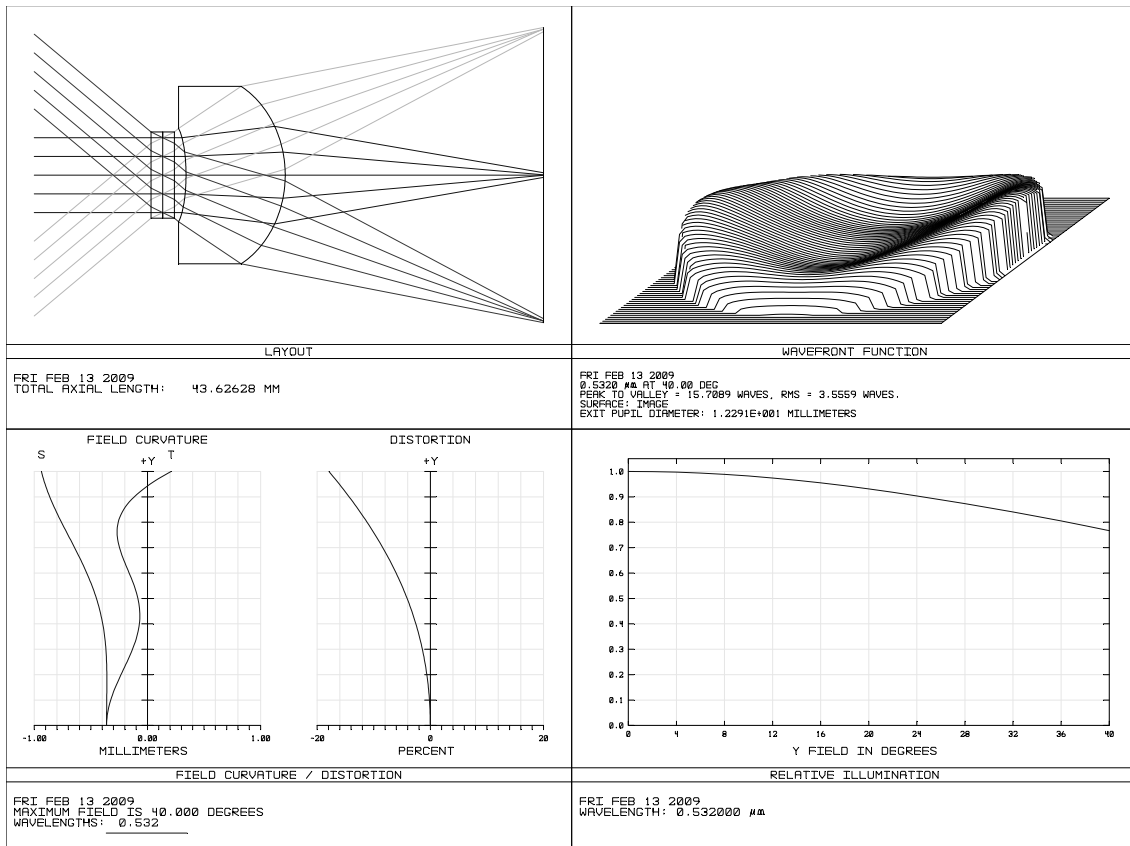 LAYOUT
FRI FEB 13 2009
TOTAL AXIAL LENGTH: 43.62628 MM
WAVEFRONT FUNCTION
FRI FEB 13 2009
0.5320 µm AT 40.00 DEG
PEAK TO VALLEY = 15.7089 WAVES, RMS = 3.5559 WAVES.
SURFACE: IMAGE
EXIT PUPIL DIAMETER: 1.2291E+001 MILLIMETERS
FIELD CURVATURE
S T
+Y
-1.00 0.00 1.00
MILLIMETERS
DISTORTION
+Y
-20 0 20
PERCENT
FIELD CURVATURE / DISTORTION
FRI FEB 13 2009
MAXIMUM FIELD IS 40.000 DEGREES
WAVELENGTHS: 0.532
1.0
0.9
0.8
0.7
0.6
0.5
0.4
0.3
0.2
0.1
0.0
0 4 8 12 16 20 24 28 32 36 40
Y FIELD IN DEGREES
RELATIVE ILLUMINATION
FRI FEB 13 2009
WAVELENGTH: 0.532000 µm